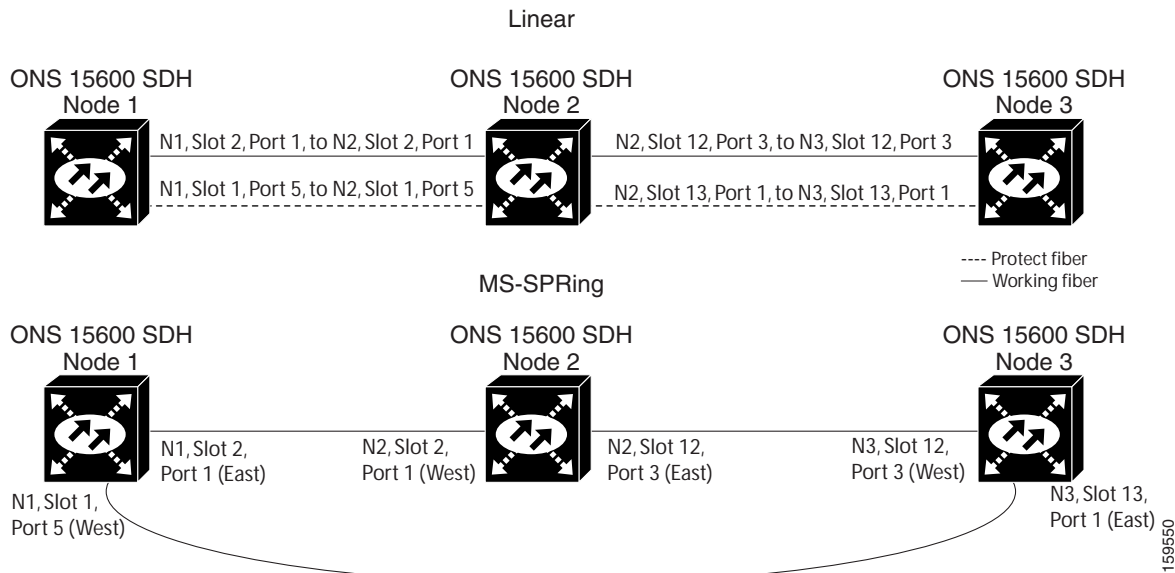 Linear
ONS 15600 SDH
Node 1
ONS 15600 SDH
Node 2
ONS 15600 SDH
Node 3
N1, Slot 2, Port 1, to N2, Slot 2, Port 1
N2, Slot 12, Port 3, to N3, Slot 12, Port 3
N1, Slot 1, Port 5, to N2, Slot 1, Port 5
N2, Slot 13, Port 1, to N3, Slot 13, Port 1
---- Protect fiber
Working fiber
MS-SPRing
ONS 15600 SDH
Node 1
ONS 15600 SDH
Node 2
ONS 15600 SDH
Node 3
N1, Slot 2,
Port 1 (East)
N2, Slot 2,
Port 1 (West)
N2, Slot 12,
Port 3 (East)
N3, Slot 12,
Port 3 (West)
N1, Slot 1,
Port 5 (West)
N3, Slot 13,
Port 1 (East)
159550